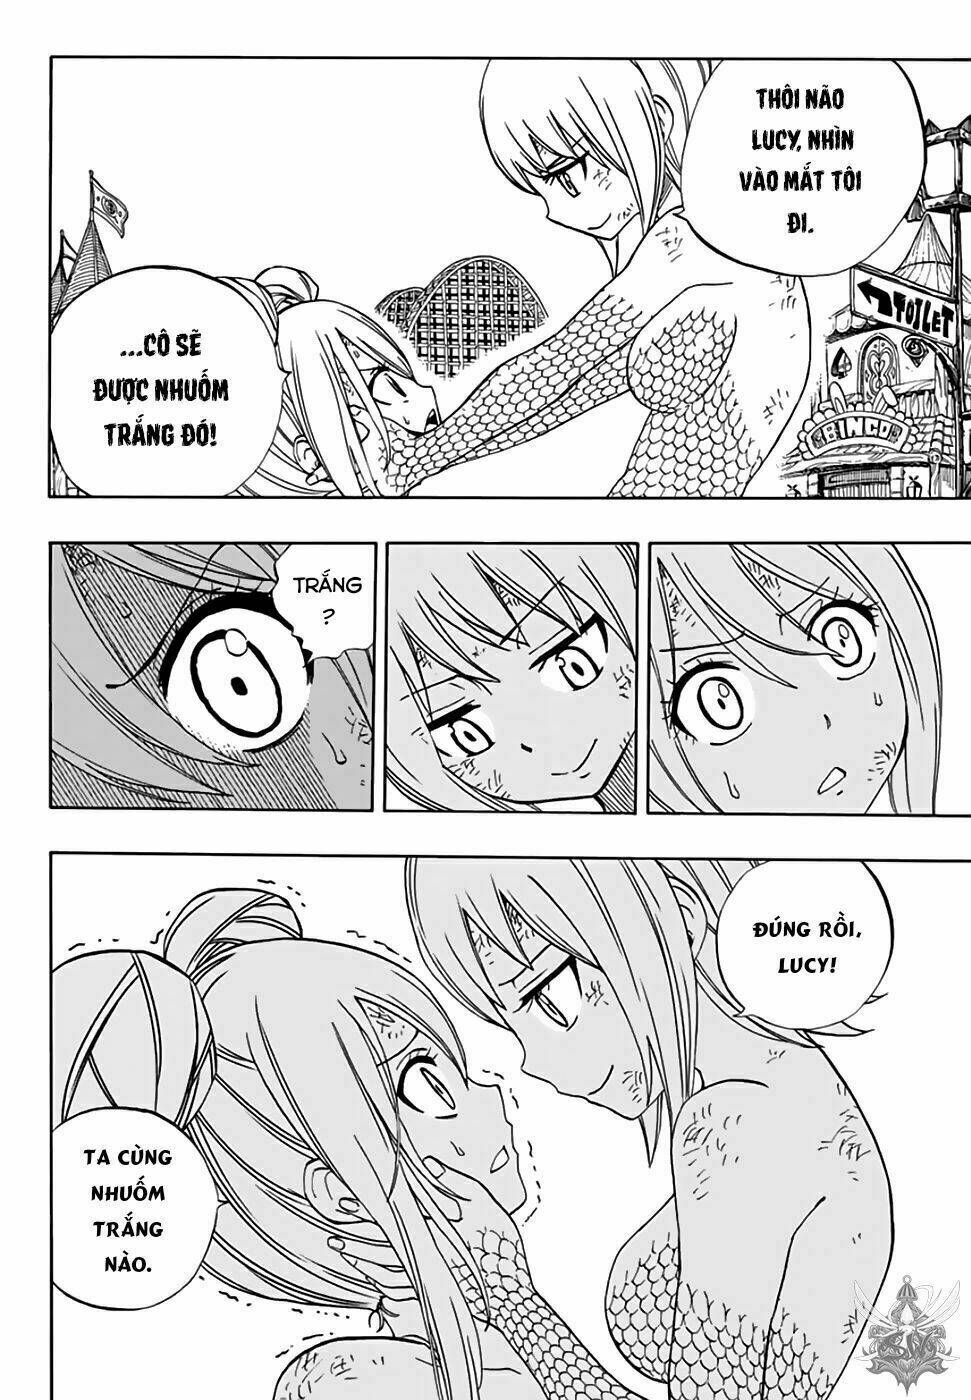 THÔI NÀO
LUCY, NHÌN
VÀO MẮT TÔI
ĐI.
...CÔ SẼ
ĐƯỢC NHUỐM
TRẮNG ĐÓ!
TOILET
BINGO
TRẮNG
?
ĐÚNG RỒI,
LUCY!
TA CÙNG
NHUỐM
TRẮNG
NÀO.